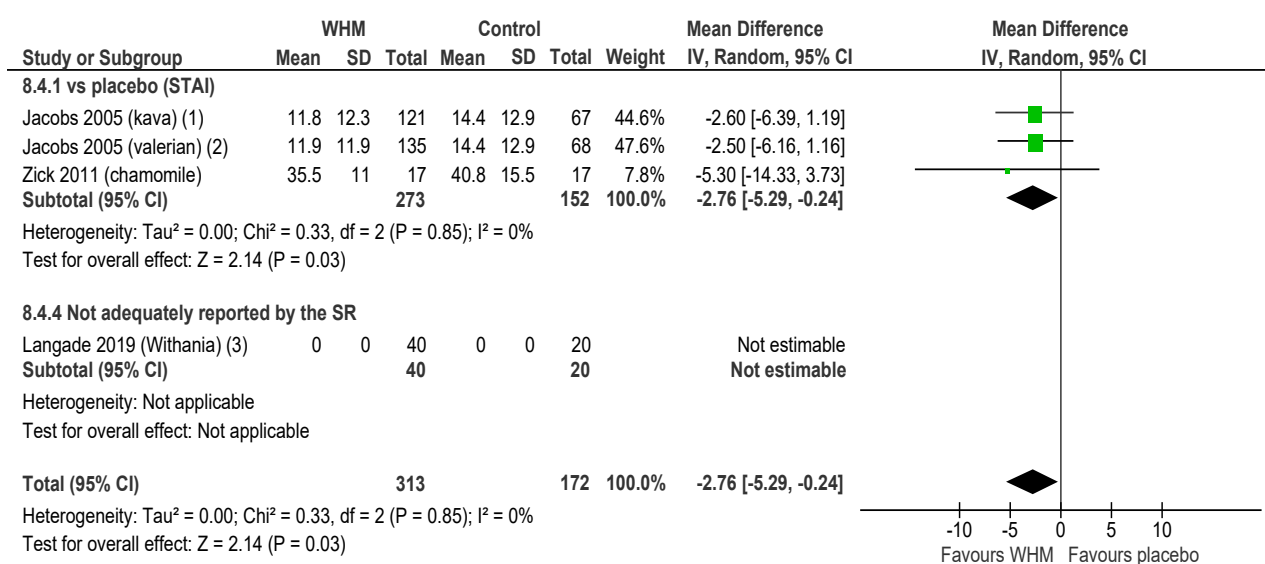 WHM Control Mean Difference Mean Difference
Study or Subgroup Mean SD Total Mean SD Total Weight IV, Random, 95% CI IV, Random, 95% CI
8.4.1 vs placebo (STAI)
Jacobs 2005 (kava) (1) 11.8 12.3 121 14.4 12.9 67 44.6% -2.60 [-6.39, 1.19]
Jacobs 2005 (valerian) (2) 11.9 11.9 135 14.4 12.9 68 47.6% -2.50 [-6.16, 1.16]
Zick 2011 (chamomile) 35.5 11 17 40.8 15.5 17 7.8% -5.30 [-14.33, 3.73]
Subtotal (95% CI) 273 152 100.0% -2.76 [-5.29, -0.24]
Heterogeneity: Tau² = 0.00; Chi² = 0.33, df = 2 (P = 0.85); I² = 0%
Test for overall effect: Z = 2.14 (P = 0.03)
8.4.4 Not adequately reported by the SR
Langade 2019 (Withania) (3) 0 0 40 0 0 20 Not estimable
Subtotal (95% CI) 40 20 Not estimable
Heterogeneity: Not applicable
Test for overall effect: Not applicable
Total (95% CI) 313 172 100.0% -2.76 [-5.29, -0.24]
Heterogeneity: Tau² = 0.00; Chi² = 0.33, df = 2 (P = 0.85); I² = 0%
Test for overall effect: Z = 2.14 (P = 0.03)
-10 -5 0 5 10
Favours WHM Favours placebo